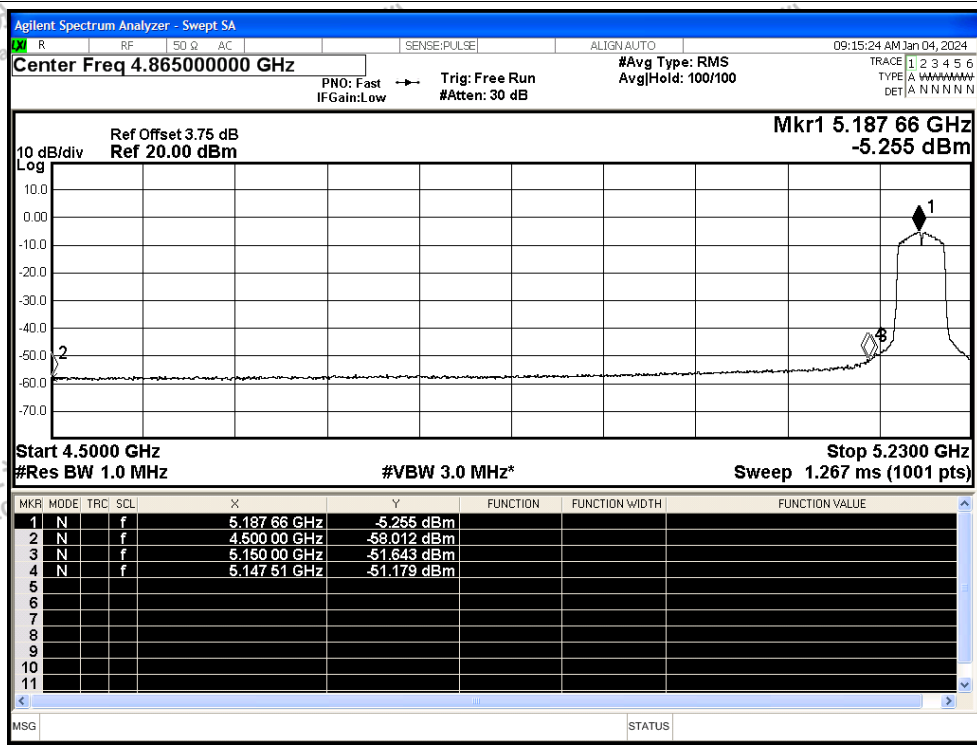 Agilent Spectrum Analyzer - Swept SA
LXI R RF 50 Ω AC SENSE:PULSE ALIGN AUTO 09:15:24 AM Jan 04, 2024
Center Freq 4.865000000 GHz
PNO: Fast
IFGain:Low
Trig: Free Run
#Atten: 30 dB
#Avg Type: RMS
Avg|Hold: 100/100
TRACE 1 2 3 4 5 6
TYPE A WWWWW
DET A N N N N N
Ref Offset 3.75 dB
Ref 20.00 dBm
10 dB/div
Log
Mkr1 5.187 66 GHz
-5.255 dBm
10.0
0.00
-10.0
-20.0
-30.0
-40.0
-50.0
-60.0
-70.0
1
2
4
3
Start 4.5000 GHz Stop 5.2300 GHz
#Res BW 1.0 MHz #VBW 3.0 MHz* Sweep 1.267 ms (1001 pts)
MKR MODE TRC SCL X Y FUNCTION FUNCTION WIDTH FUNCTION VALUE
1 N f 5.187 66 GHz -5.255 dBm
2 N f 4.500 00 GHz -58.012 dBm
3 N f 5.150 00 GHz -51.643 dBm
4 N f 5.147 51 GHz -51.179 dBm
5
6
7
8
9
10
11
MSG STATUS